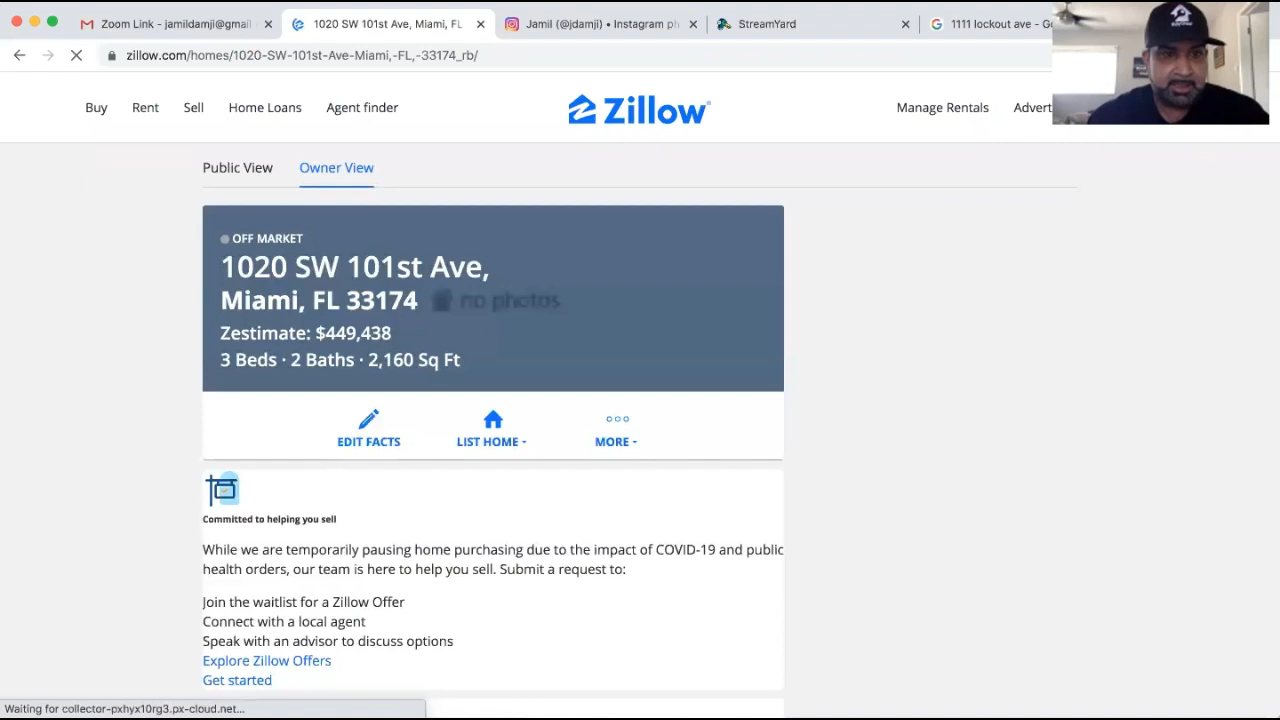 Zoom Link - jamildamji@gmail
1020 SW 101st Ave, Miami, FL
Jamil (@jdamji) • Instagram ph
StreamYard
1111 lockout ave - Go
zillow.com/homes/1020-SW-101st-Ave-Miami,-FL,-33174_rb/
Buy Rent Sell Home Loans Agent finder
Zillow
Manage Rentals Advert
Public View Owner View
OFF MARKET
1020 SW 101st Ave,
Miami, FL 33174
no photos
Zestimate: $449,438
3 Beds · 2 Baths · 2,160 Sq Ft
EDIT FACTS LIST HOME MORE
Committed to helping you sell
While we are temporarily pausing home purchasing due to the impact of COVID-19 and public
health orders, our team is here to help you sell. Submit a request to:
Join the waitlist for a Zillow Offer
Connect with a local agent
Speak with an advisor to discuss options
Explore Zillow Offers
Get started
Waiting for collector-pxhyx10rg3.px-cloud.net...